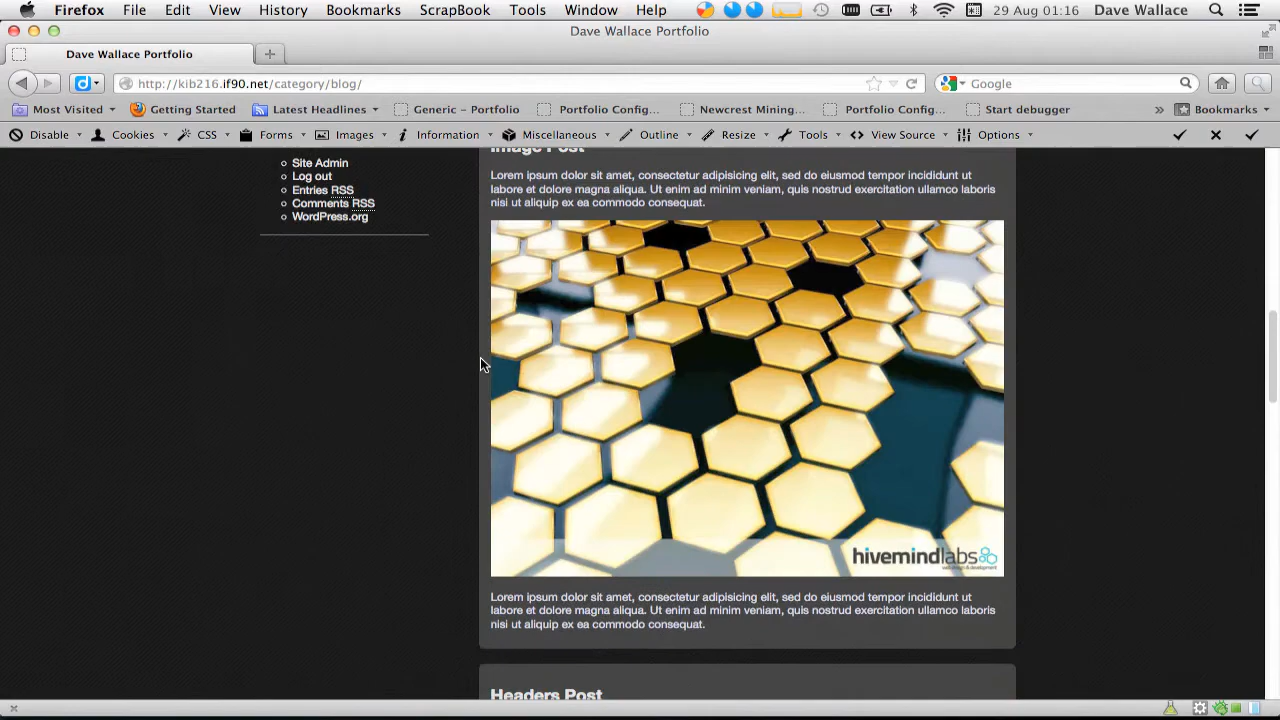 Firefox File Edit View History Bookmarks ScrapBook Tools Window Help 29 Aug 01:16 Dave Wallace
Dave Wallace Portfolio
Dave Wallace Portfolio
http://kib216.if90.net/category/blog/ Google
Most Visited Getting Started Latest Headlines Generic – Portfolio Portfolio Config... Newcrest Mining... Portfolio Config... Start debugger » Bookmarks
Disable Cookies CSS Forms Images Information Miscellaneous Outline Resize Tools View Source Options
Image Post
Site Admin
Log out
Entries RSS
Comments RSS
WordPress.org
Lorem ipsum dolor sit amet, consectetur adipisicing elit, sed do eiusmod tempor incididunt ut
labore et dolore magna aliqua. Ut enim ad minim veniam, quis nostrud exercitation ullamco laboris
nisi ut aliquip ex ea commodo consequat.
hivemindlabs
web design & development
Lorem ipsum dolor sit amet, consectetur adipisicing elit, sed do eiusmod tempor incididunt ut
labore et dolore magna aliqua. Ut enim ad minim veniam, quis nostrud exercitation ullamco laboris
nisi ut aliquip ex ea commodo consequat.
Headers Post